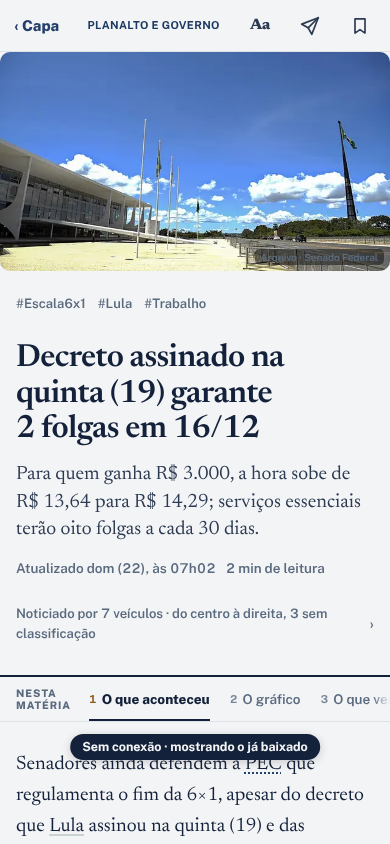 ‹ Capa
PLANALTO E GOVERNO
Aa
Arquivo · Senado Federal
#Escala6x1 #Lula #Trabalho
Decreto assinado na
quinta (19) garante
2 folgas em 16/12
Para quem ganha R$ 3.000, a hora sobe de
R$ 13,64 para R$ 14,29; serviços essenciais
terão oito folgas a cada 30 dias.
Atualizado dom (22), às 07h02 2 min de leitura
Noticiado por 7 veículos · do centro à direita, 3 sem
classificação ›
NESTA
MATÉRIA
1 O que aconteceu
2 O gráfico
3 O que ve
Sem conexão · mostrando o já baixado
Senadores ainda defendem a PEC que
regulamenta o fim da 6×1, apesar do decreto
que Lula assinou na quinta (19) e das